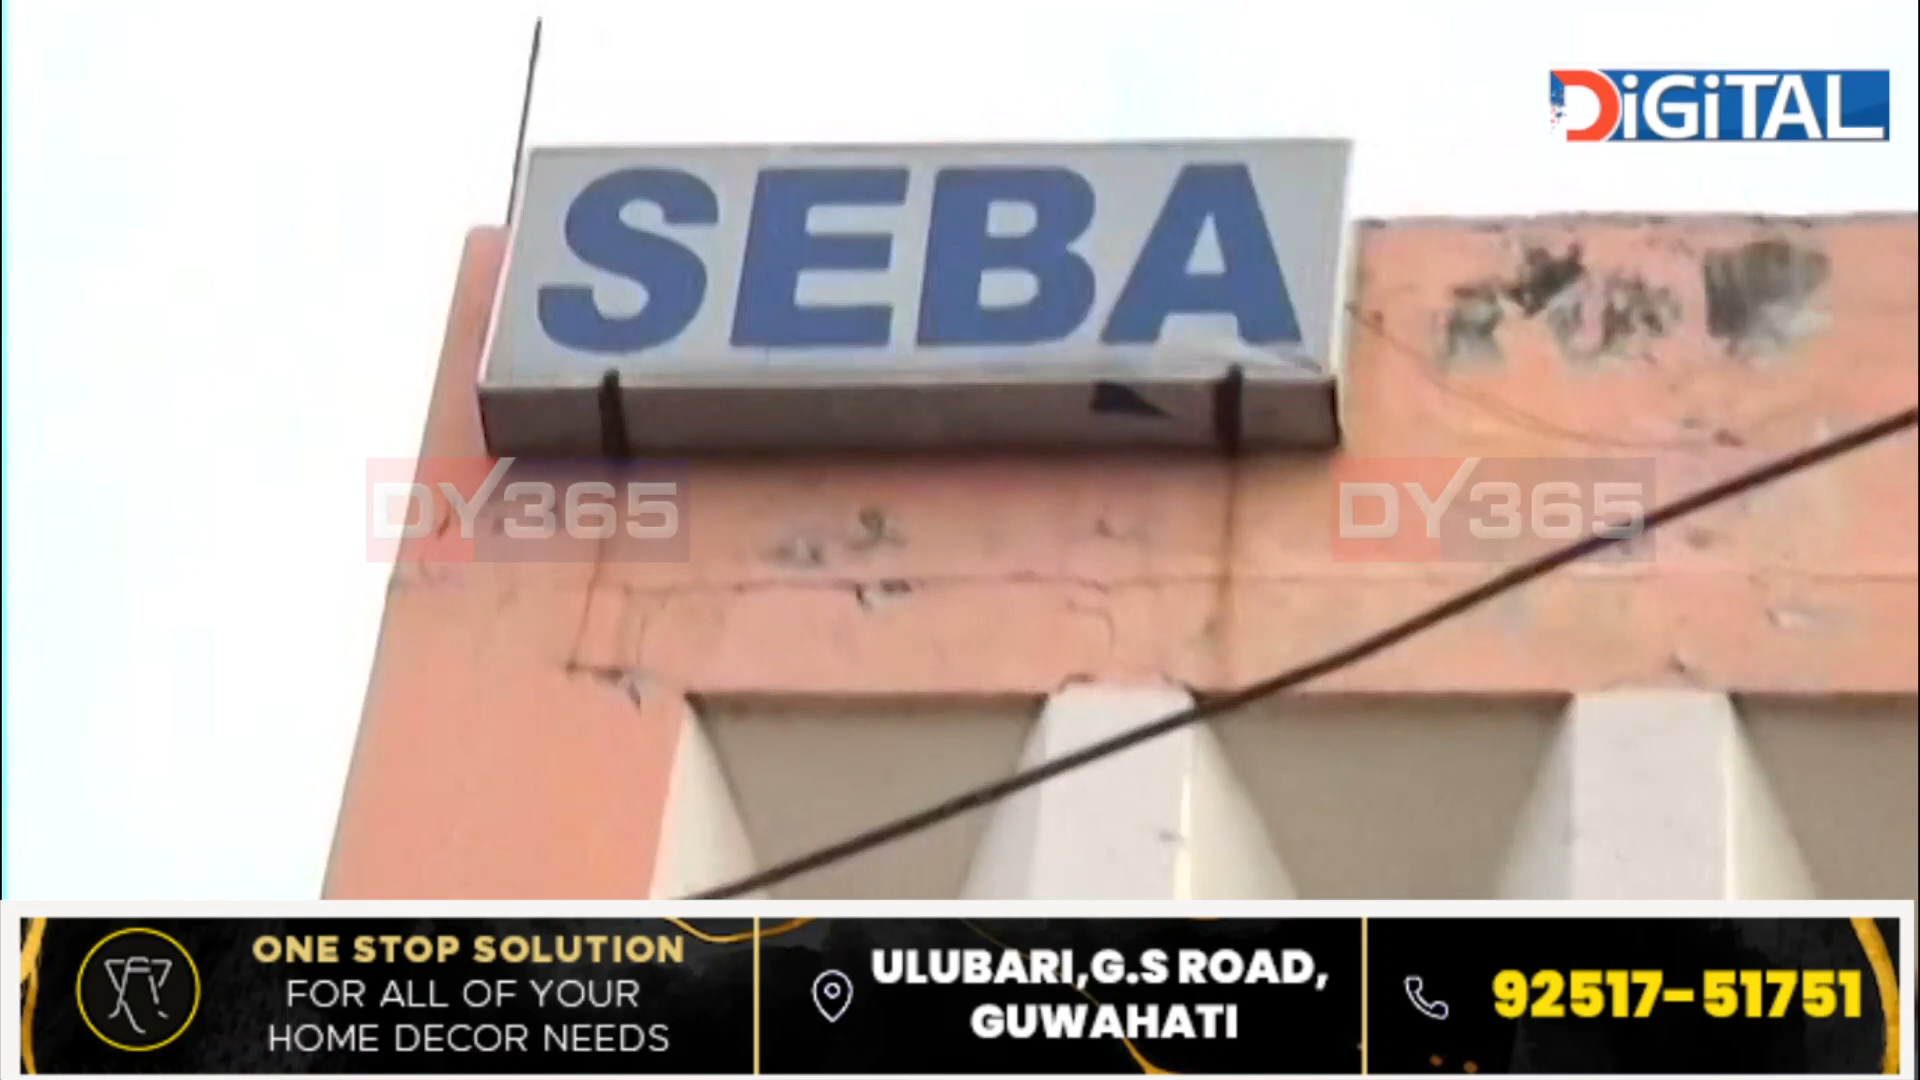 DiGiTAL
SEBA
DY365 DY365
ONE STOP SOLUTION
FOR ALL OF YOUR
HOME DECOR NEEDS
ULUBARI,G.S ROAD,
GUWAHATI
92517-51751